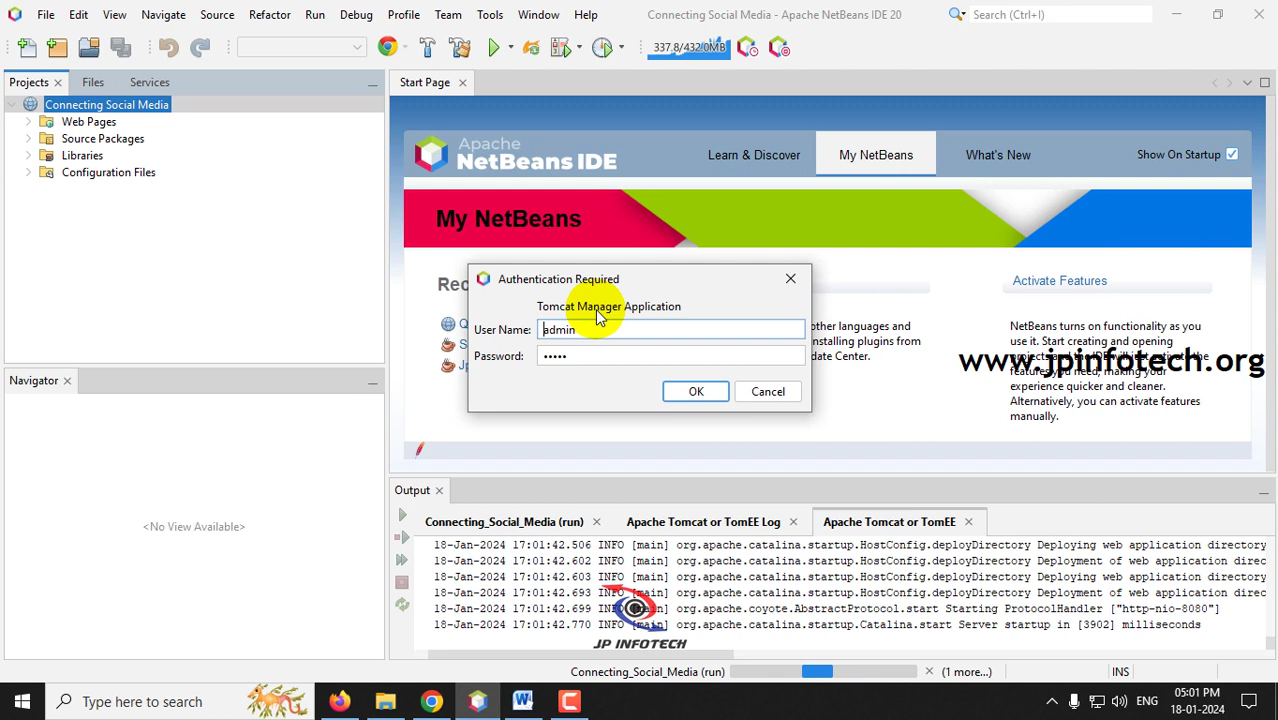 File Edit View Navigate Source Refactor Run Debug Profile Team Tools Window Help Connecting Social Media - Apache NetBeans IDE 20 Search (Ctrl+I)
337.8/432.0MB
Projects Files Services
Start Page
Connecting Social Media
Web Pages
Source Packages
Libraries
Configuration Files
Apache
NetBeans IDE
Learn & Discover My NetBeans What's New Show On Startup
My NetBeans
Rec
Activate Features
NetBeans turns on functionality as you
use it. Start creating and opening
your
experience quicker and cleaner.
Alternatively, you can activate features
manually.
other languages and
installing plugins from
date Center.
www.jpinfotech.org
Authentication Required
Tomcat Manager Application
User Name: admin
Password: •••••
OK Cancel
Navigator
<No View Available>
Output
Connecting_Social_Media (run) Apache Tomcat or TomEE Log Apache Tomcat or TomEE
18-Jan-2024 17:01:42.506 INFO [main] org.apache.catalina.startup.HostConfig.deployDirectory Deploying web application directory
18-Jan-2024 17:01:42.602 INFO [main] org.apache.catalina.startup.HostConfig.deployDirectory Deployment of web application direc
18-Jan-2024 17:01:42.603 INFO [main] org.apache.catalina.startup.HostConfig.deployDirectory Deploying web application directory
18-Jan-2024 17:01:42.693 INFO [main] org.apache.catalina.startup.HostConfig.deployDirectory Deployment of web application direc
18-Jan-2024 17:01:42.699 INFO [main] org.apache.coyote.AbstractProtocol.start Starting ProtocolHandler ["http-nio-8080"]
18-Jan-2024 17:01:42.770 INFO [main] org.apache.catalina.startup.Catalina.start Server startup in [3902] milliseconds
JP INFOTECH
Connecting_Social_Media (run) (1 more...) INS
Type here to search
ENG
05:01 PM
18-01-2024